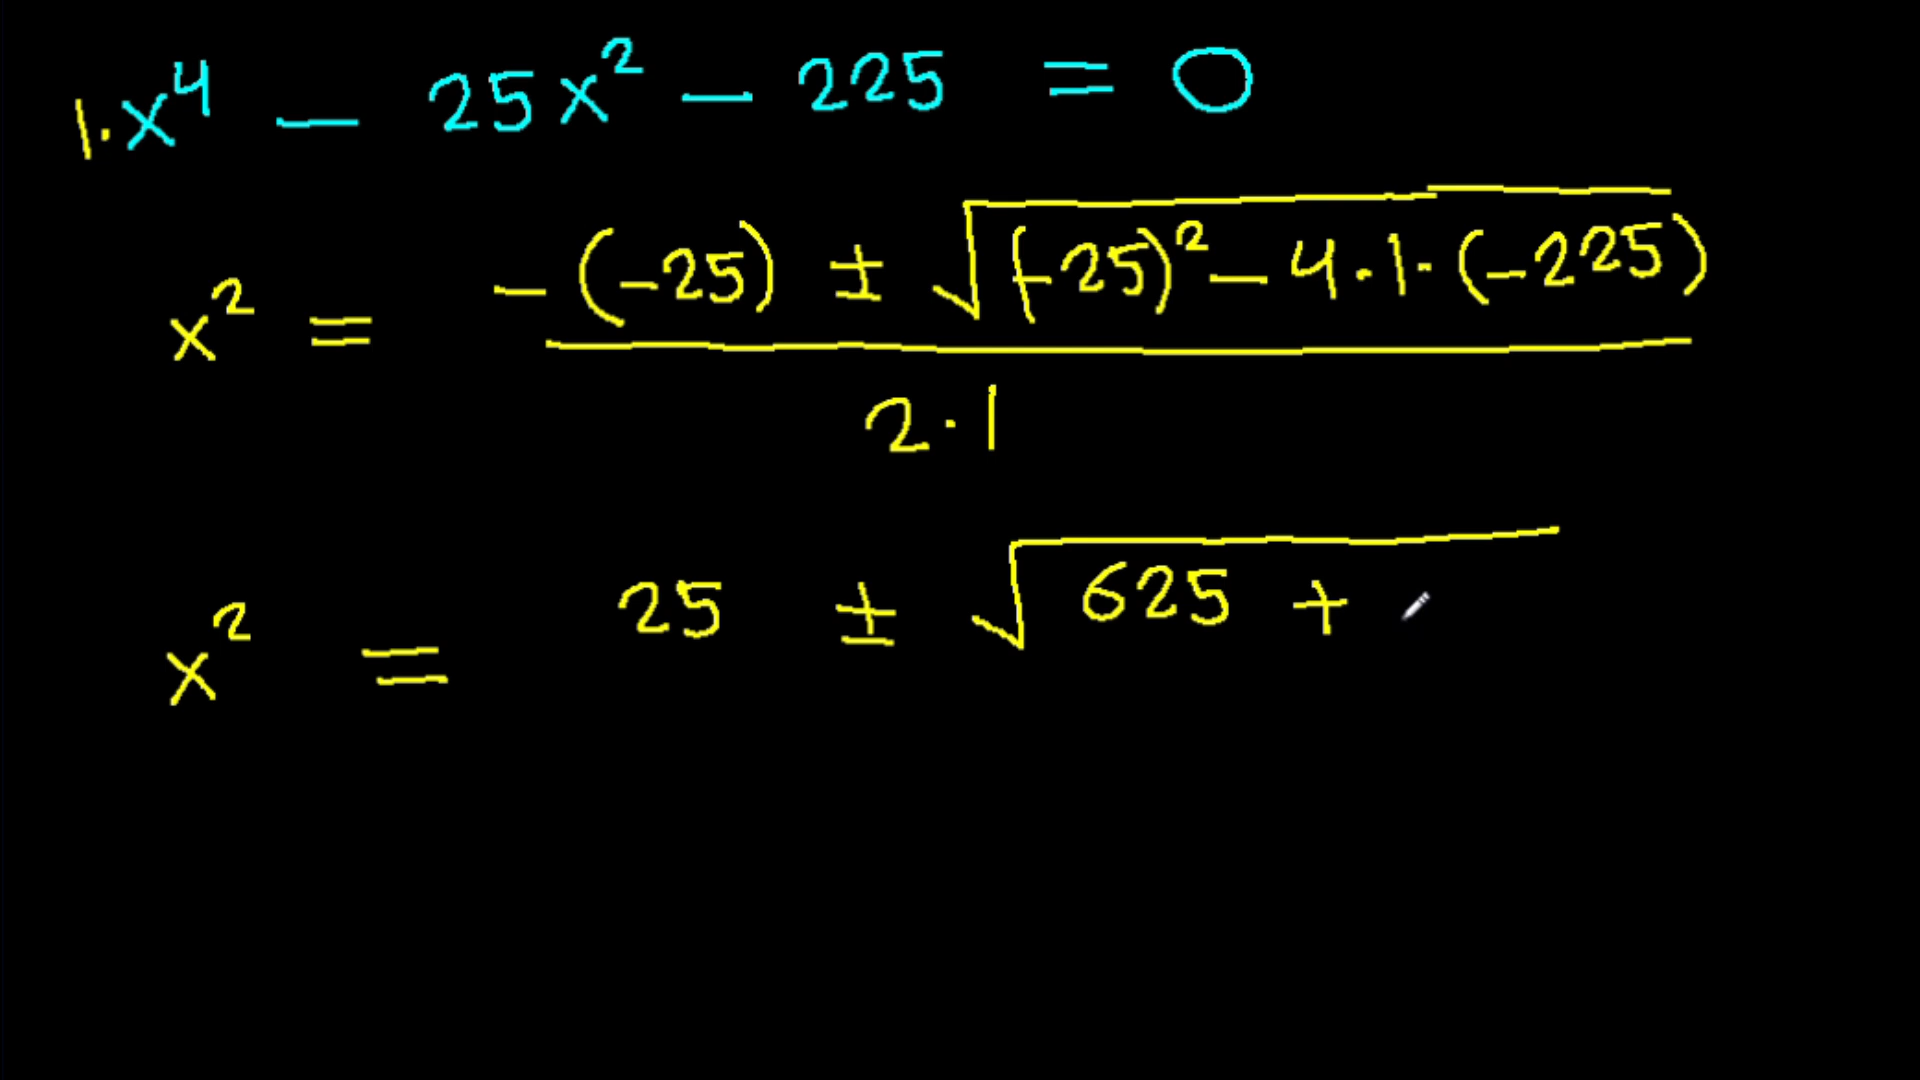 1·x⁴ − 25x² − 225 = 0
x² = −(−25) ± √((−25)² − 4·1·(−225))
2·1
x² = 25 ± √(625 +